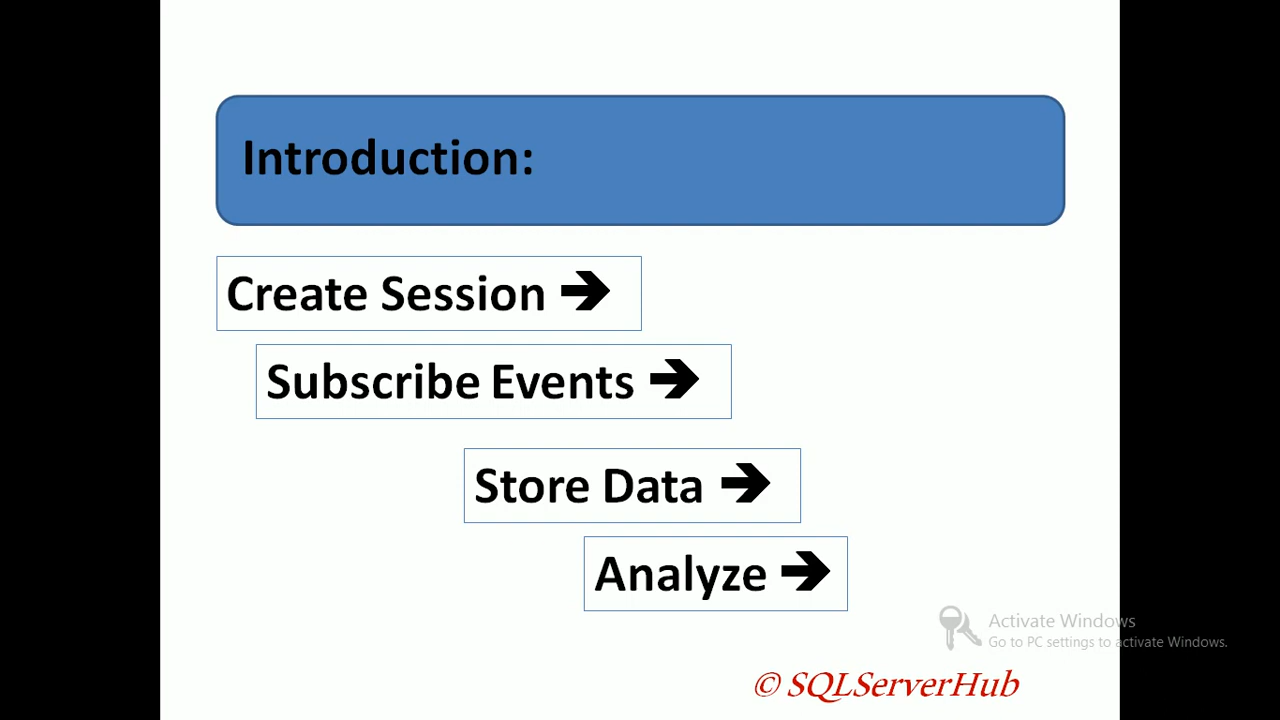 Introduction:
Create Session ➔
Subscribe Events ➔
Store Data ➔
Analyze ➔
Activate Windows
Go to PC settings to activate Windows.
© SQLServerHub